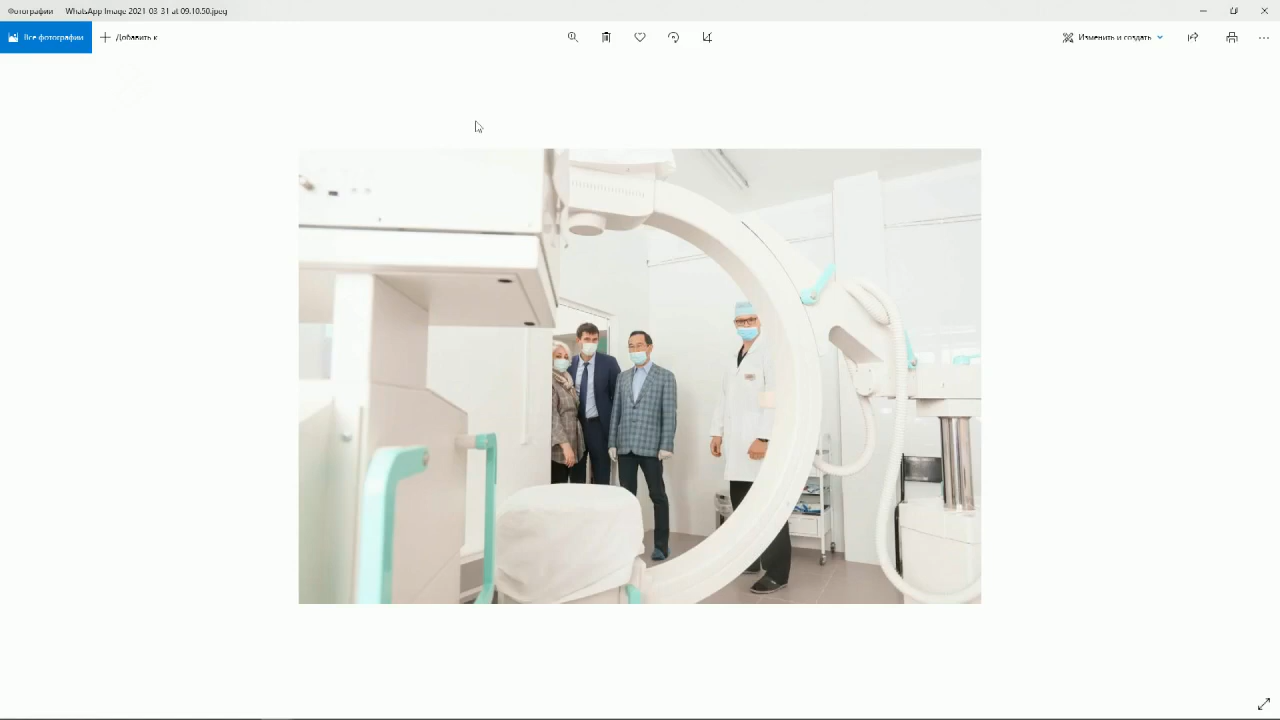 Фотографии
WhatsApp Image 2021-03-31 at 09.10.50.jpeg
Все фотографии
Добавить к
Изменить и создать